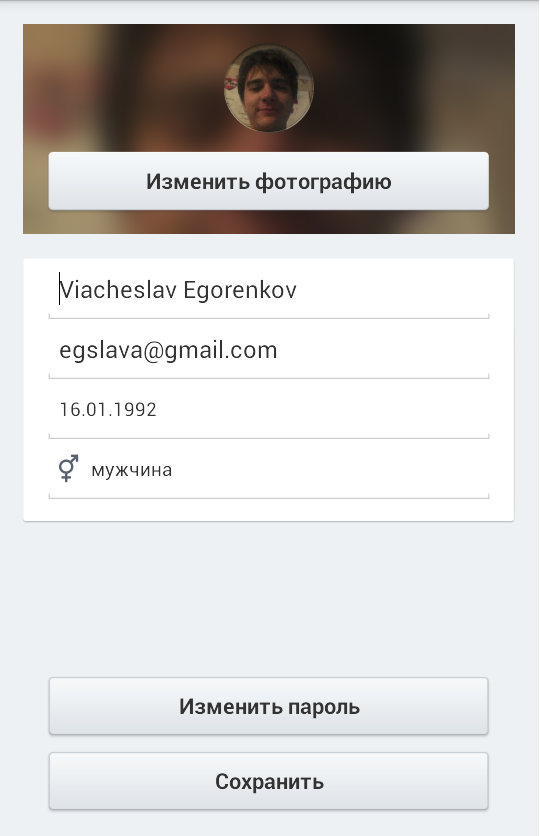 Изменить фотографию
Viacheslav Egorenkov
egslava@gmail.com
16.01.1992
мужчина
Изменить пароль
Сохранить